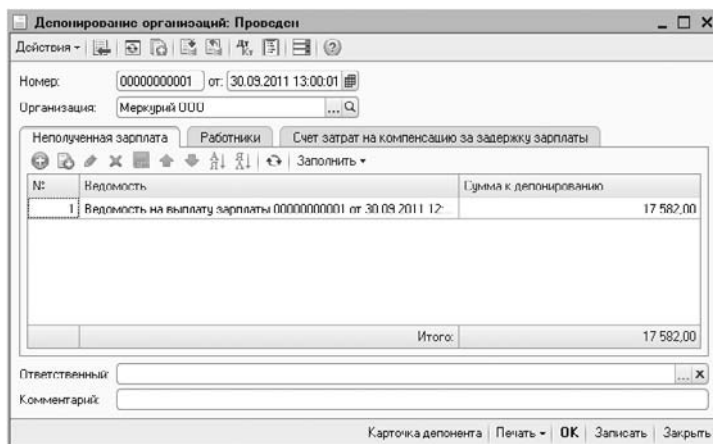 Депонирование организаций: Проведен
Действия
Номер: 00000000001 от: 30.09.2011 13:00:01
Организация: Меркурий ООО ...
Неполученная зарплата Работники Счет затрат на компенсацию за задержку зарплаты
Заполнить
№ Ведомость Сумма к депонированию
1 Ведомость на выплату зарплаты 00000000001 от 30.09.2011 12:... 17 582,00
Итого: 17 582,00
Ответственный: ... x
Комментарий:
Карточка депонента Печать OK Записать Закрыть